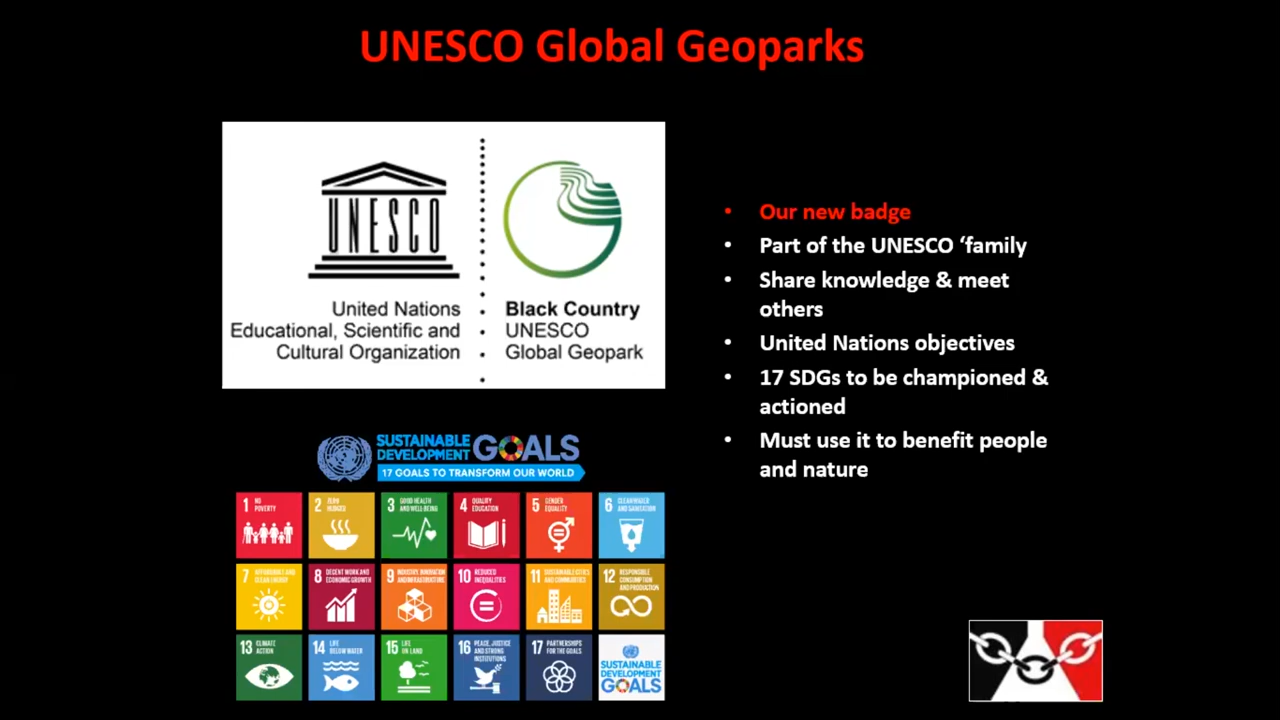 UNESCO Global Geoparks
UNESCO
United Nations
Educational, Scientific and
Cultural Organization
Black Country
UNESCO
Global Geopark
• Our new badge
• Part of the UNESCO ‘family
• Share knowledge & meet
others
• United Nations objectives
• 17 SDGs to be championed &
actioned
• Must use it to benefit people
and nature
SUSTAINABLE
DEVELOPMENT
GOALS
17 GOALS TO TRANSFORM OUR WORLD
1 NO
POVERTY
2 ZERO
HUNGER
3 GOOD HEALTH
AND WELL-BEING
4 QUALITY
EDUCATION
5 GENDER
EQUALITY
6 CLEAN WATER
AND SANITATION
7 AFFORDABLE AND
CLEAN ENERGY
8 DECENT WORK AND
ECONOMIC GROWTH
9 INDUSTRY, INNOVATION
AND INFRASTRUCTURE
10 REDUCED
INEQUALITIES
11 SUSTAINABLE CITIES
AND COMMUNITIES
12 RESPONSIBLE
CONSUMPTION
AND PRODUCTION
13 CLIMATE
ACTION
14 LIFE
BELOW WATER
15 LIFE
ON LAND
16 PEACE, JUSTICE
AND STRONG
INSTITUTIONS
17 PARTNERSHIPS
FOR THE GOALS
SUSTAINABLE
DEVELOPMENT
GOALS